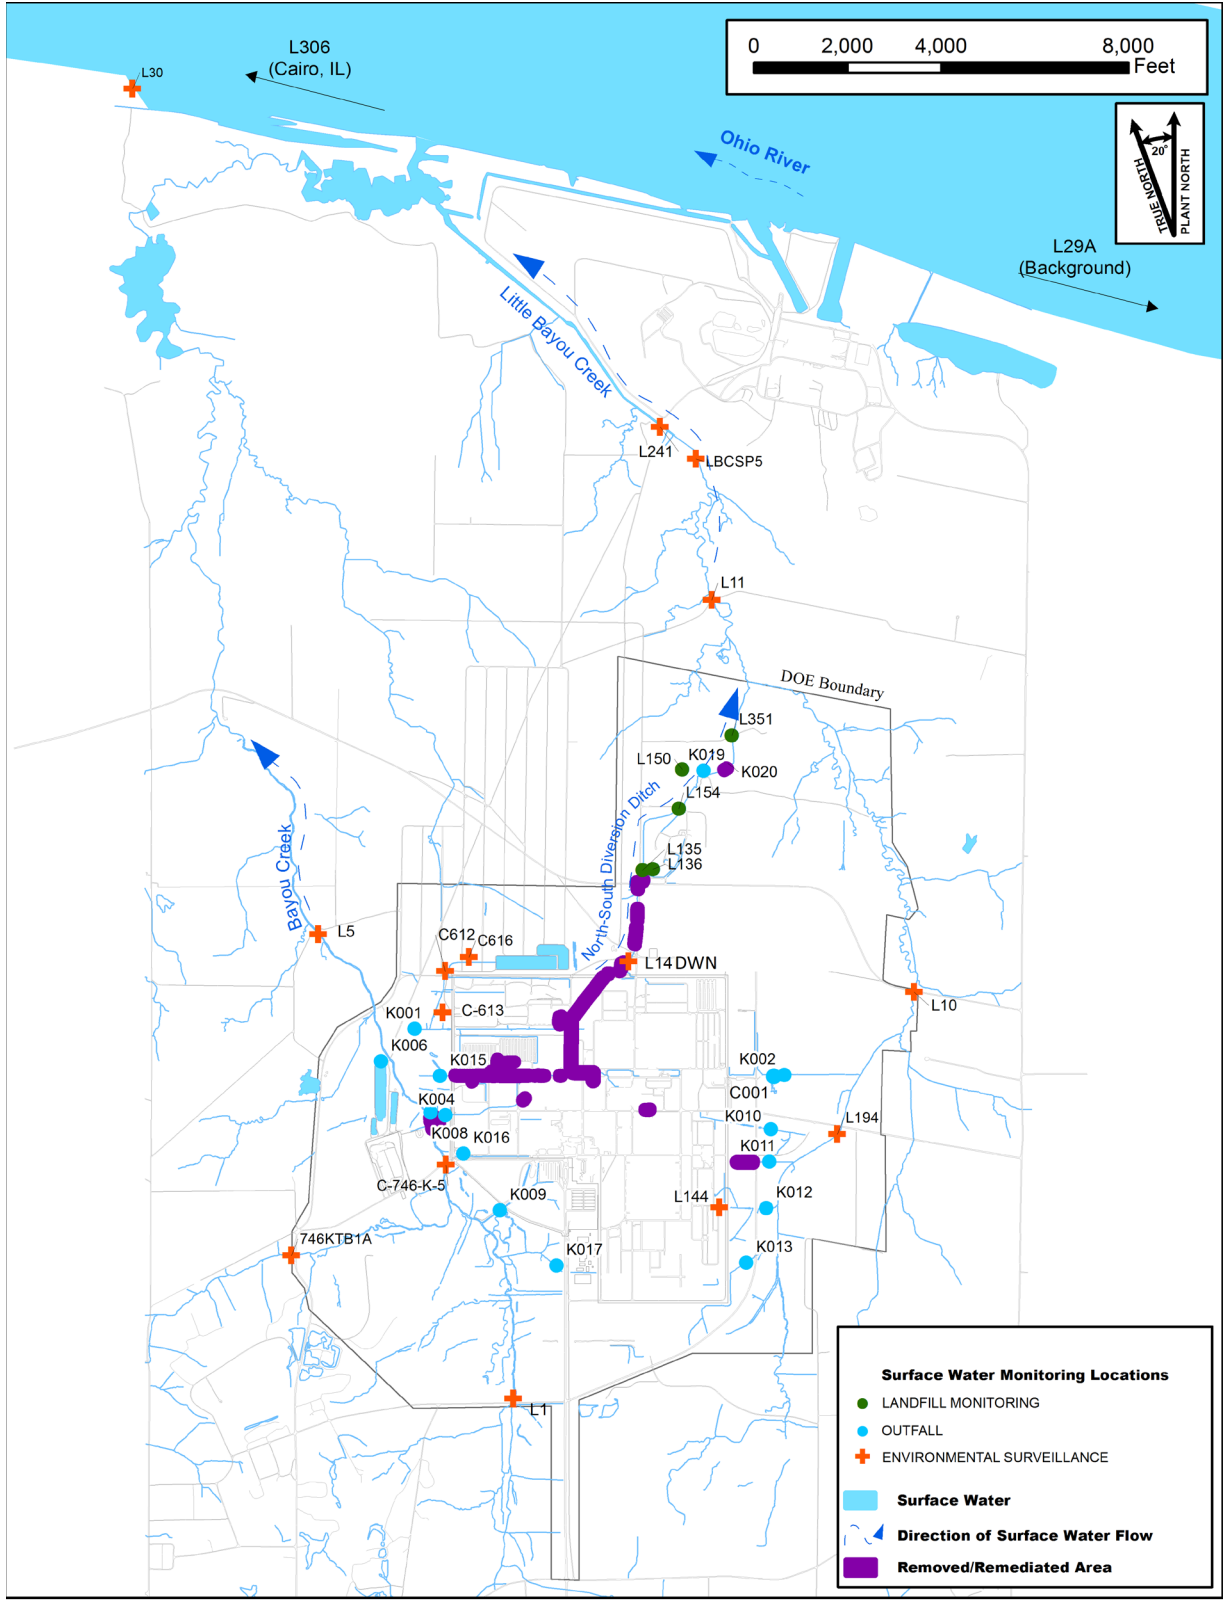 L306
(Cairo, IL)
L30
0 2,000 4,000 8,000
Feet
Ohio River
20°
TRUE NORTH
PLANT NORTH
L29A
(Background)
Little Bayou Creek
L241
LBCSP5
L11
DOE Boundary
L351
L150
K019
K020
L154
North-South Diversion Ditch
L135
L136
Bayou Creek
L5
C612
C616
L14DWN
L10
K001
C-613
K006
K015
K002
C001
K004
K010
L194
K008
K016
K011
C-746-K-5
K009
L144
K012
746KTB1A
K017
K013
L1
Surface Water Monitoring Locations
LANDFILL MONITORING
OUTFALL
ENVIRONMENTAL SURVEILLANCE
Surface Water
Direction of Surface Water Flow
Removed/Remediated Area